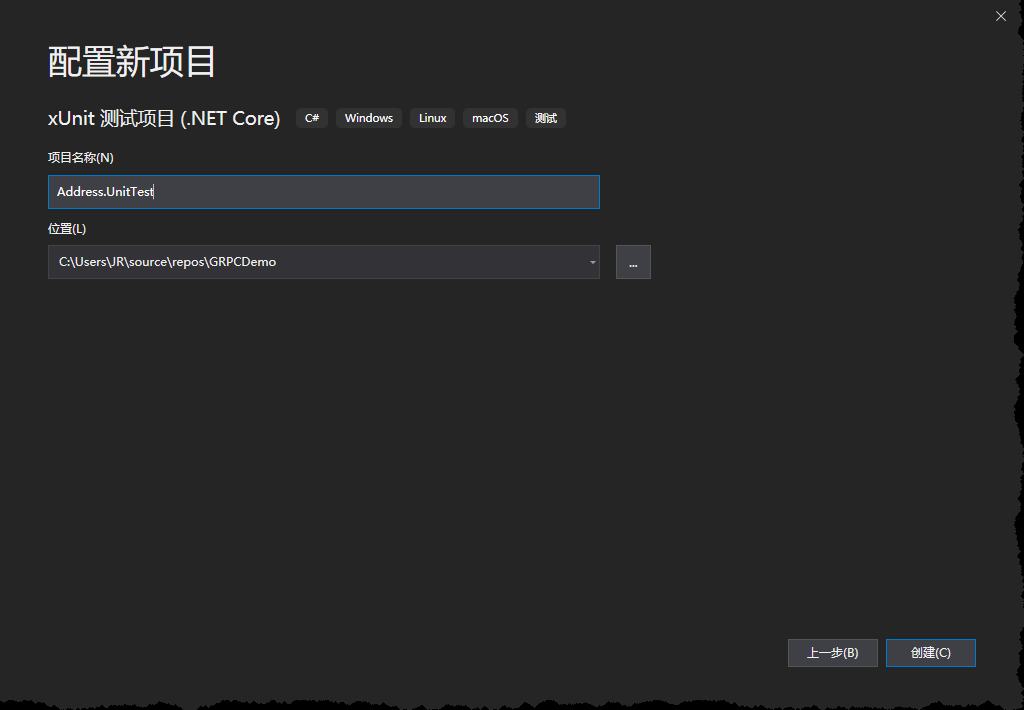 配置新项目
xUnit 测试项目 (.NET Core) C# Windows Linux macOS 测试
项目名称(N)
Address.UnitTest
位置(L)
C:\Users\JR\source\repos\GRPCDemo ...
上一步(B) 创建(C)